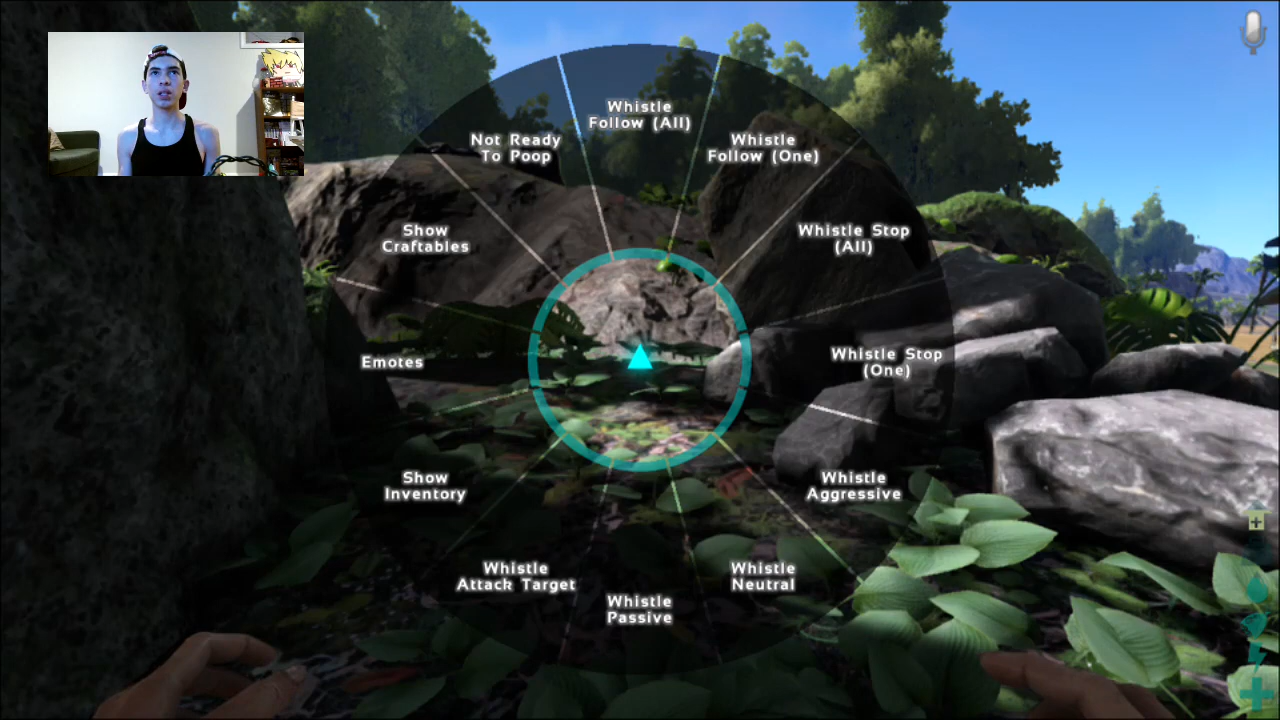 Whistle
Follow (All)
Whistle
Follow (One)
Whistle Stop
(All)
Whistle Stop
(One)
Whistle
Aggressive
Whistle
Neutral
Whistle
Passive
Whistle
Attack Target
Show
Inventory
Emotes
Show
Craftables
Not Ready
To Poop